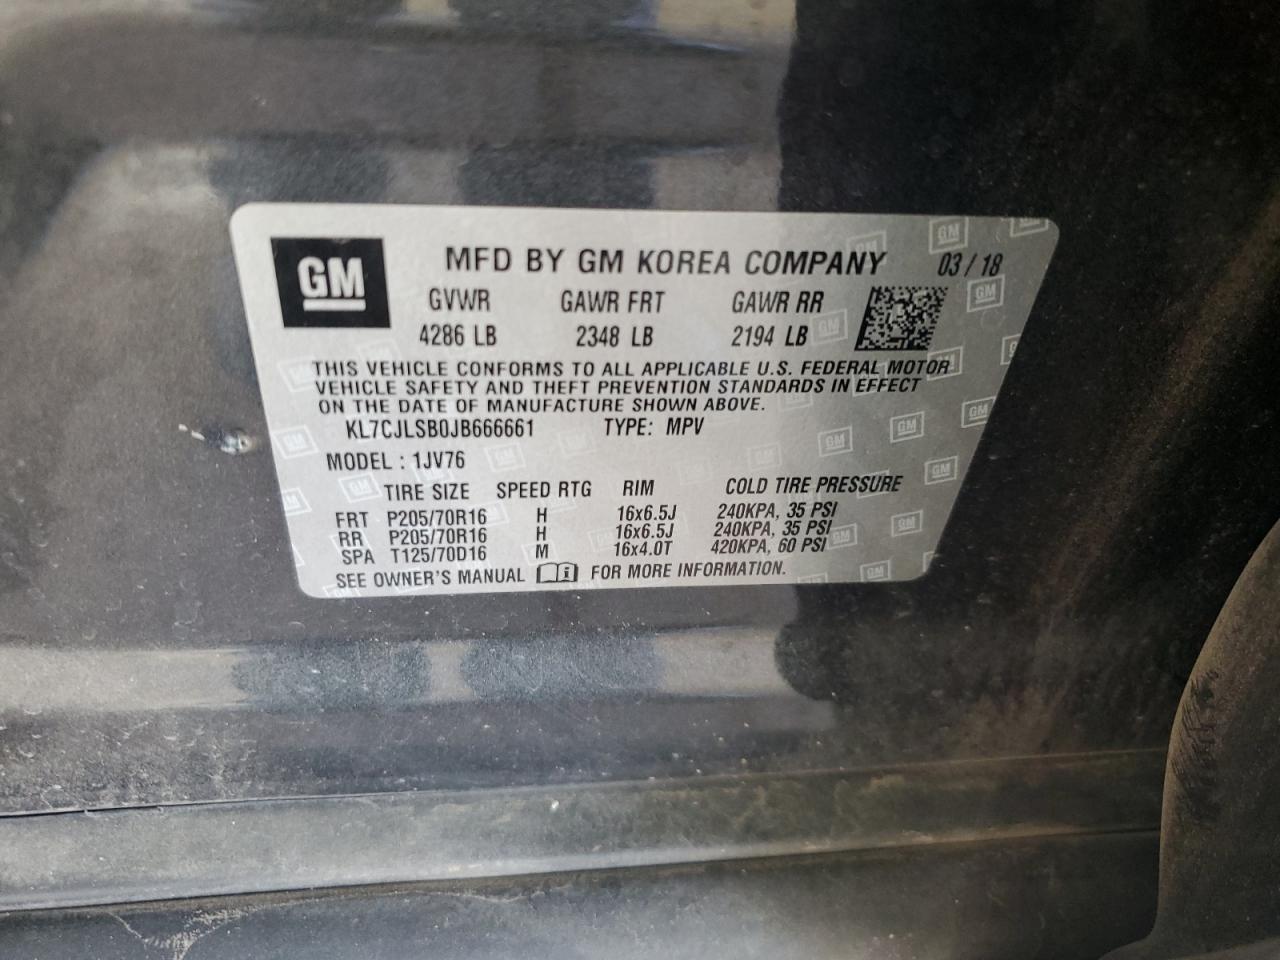 GM
MFD BY GM KOREA COMPANY 03/18
GVWR GAWR FRT GAWR RR
4286 LB 2348 LB 2194 LB
THIS VEHICLE CONFORMS TO ALL APPLICABLE U.S. FEDERAL MOTOR
VEHICLE SAFETY AND THEFT PREVENTION STANDARDS IN EFFECT
ON THE DATE OF MANUFACTURE SHOWN ABOVE.
KL7CJLSB0JB666661 TYPE: MPV
MODEL : 1JV76
TIRE SIZE SPEED RTG RIM COLD TIRE PRESSURE
FRT P205/70R16 H 16x6.5J 240KPA, 35 PSI
RR P205/70R16 H 16x6.5J 240KPA, 35 PSI
SPA T125/70D16 M 16x4.0T 420KPA, 60 PSI
SEE OWNER'S MANUAL FOR MORE INFORMATION.